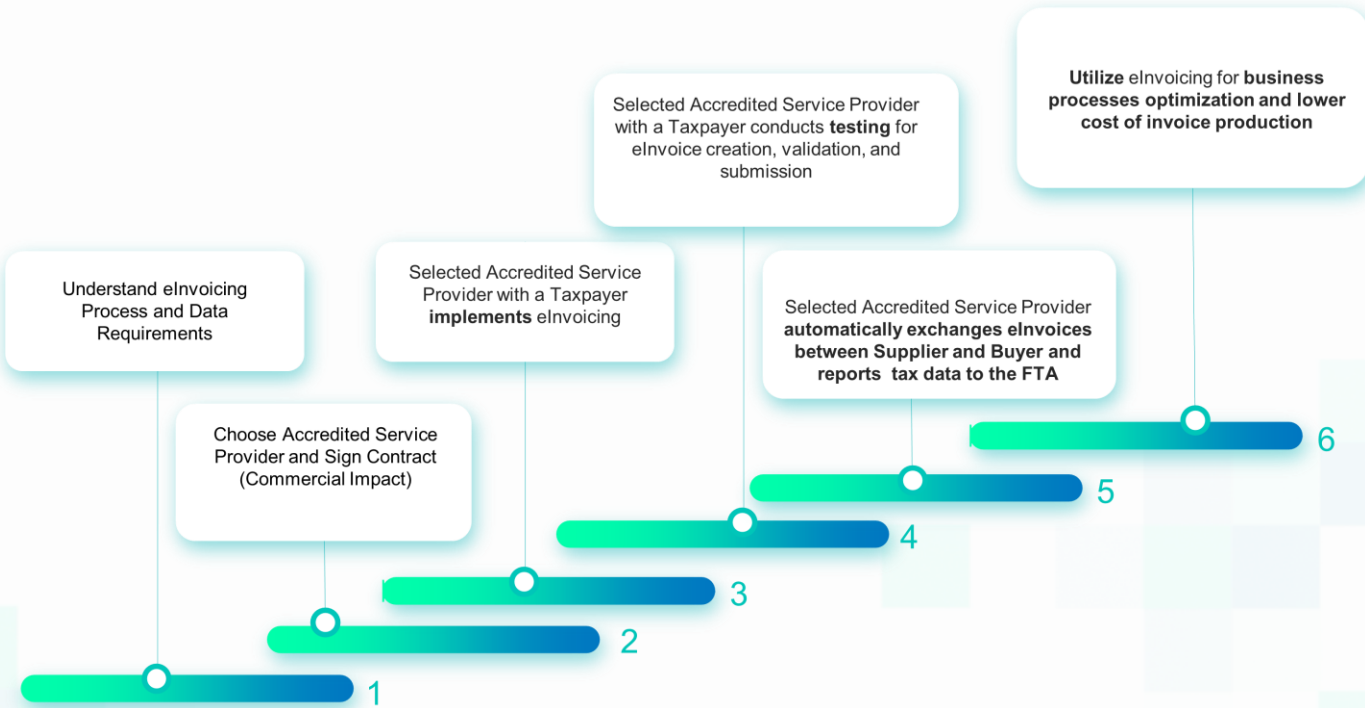 Understand eInvoicing
Process and Data
Requirements
1
Choose Accredited Service
Provider and Sign Contract
(Commercial Impact)
2
Selected Accredited Service
Provider with a Taxpayer
implements eInvoicing
3
Selected Accredited Service Provider
with a Taxpayer conducts testing for
eInvoice creation, validation, and
submission
4
Selected Accredited Service Provider
automatically exchanges eInvoices
between Supplier and Buyer and
reports tax data to the FTA
5
Utilize eInvoicing for business
processes optimization and lower
cost of invoice production
6